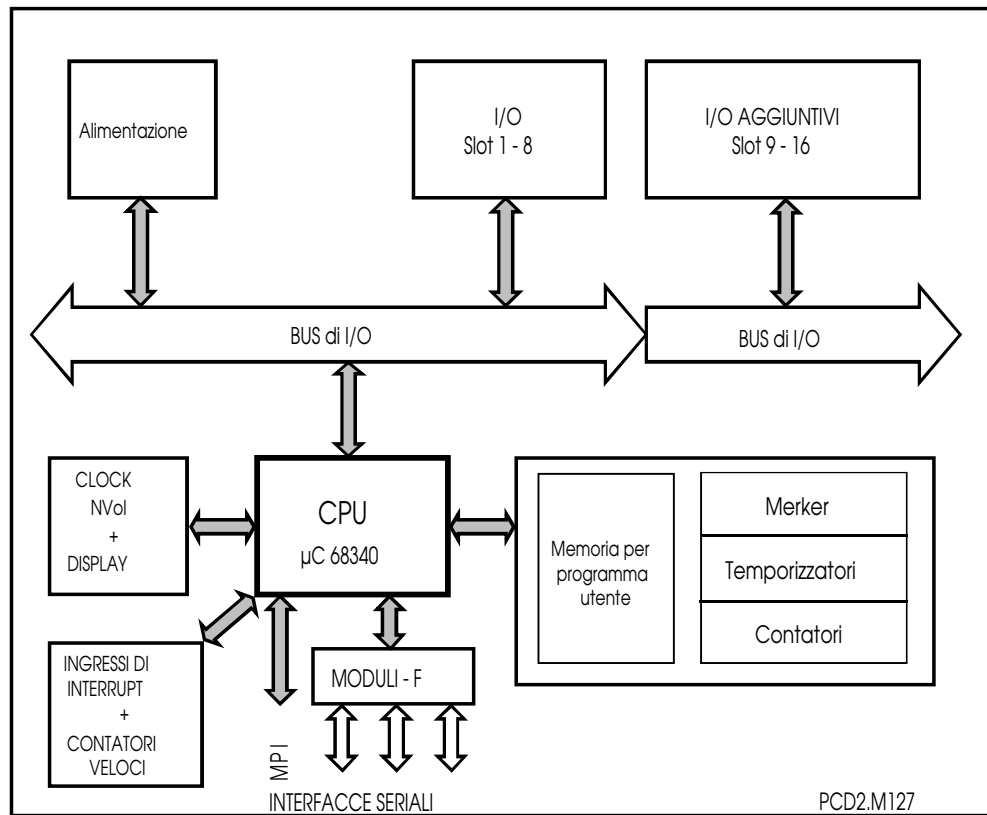 Alimentazione
I/O
Slot 1 - 8
I/O AGGIUNTIVI
Slot 9 - 16
BUS di I/O
BUS di I/O
CLOCK
NVol
+
DISPLAY
CPU
µC 68340
Memoria per
programma
utente
Merker
Temporizzatori
Contatori
INGRESSI DI
INTERRUPT
+
CONTATORI
VELOCI
MODULI - F
MPI
INTERFACCE SERIALI
PCD2.M127